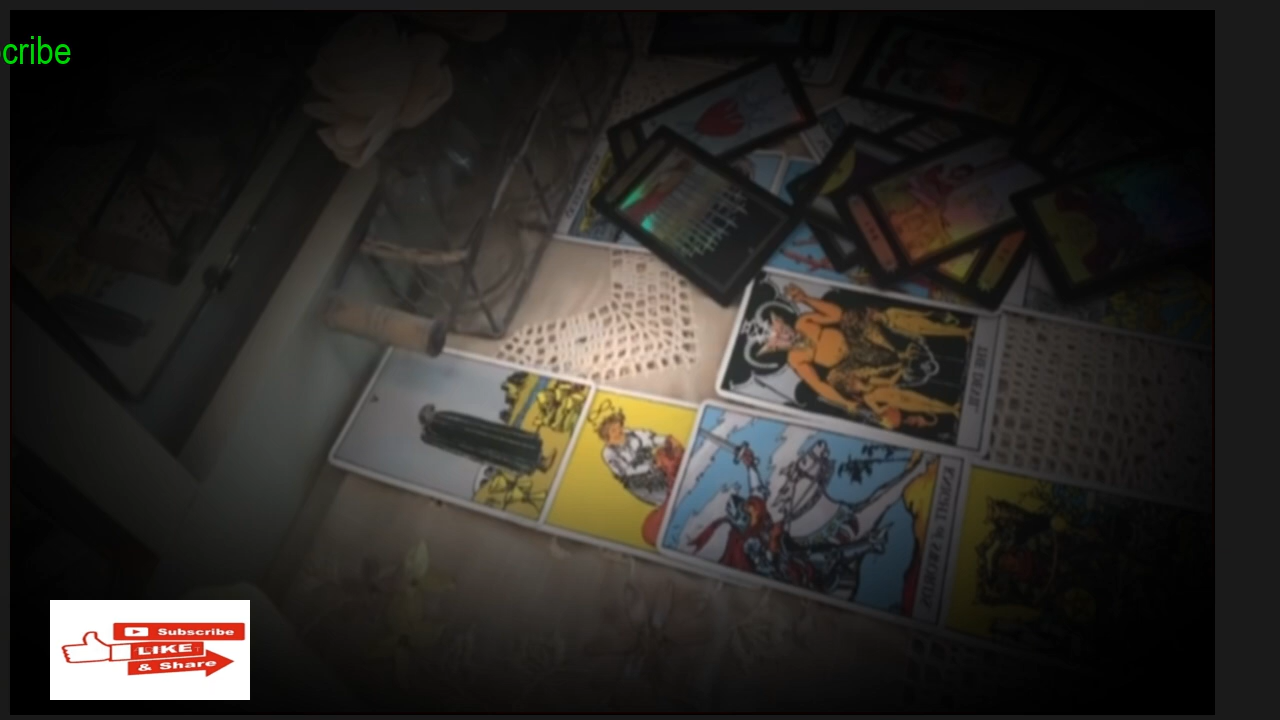 cribe
Subscribe
LIKE
& Share
THE DEVIL
KNIGHT of SWORDS